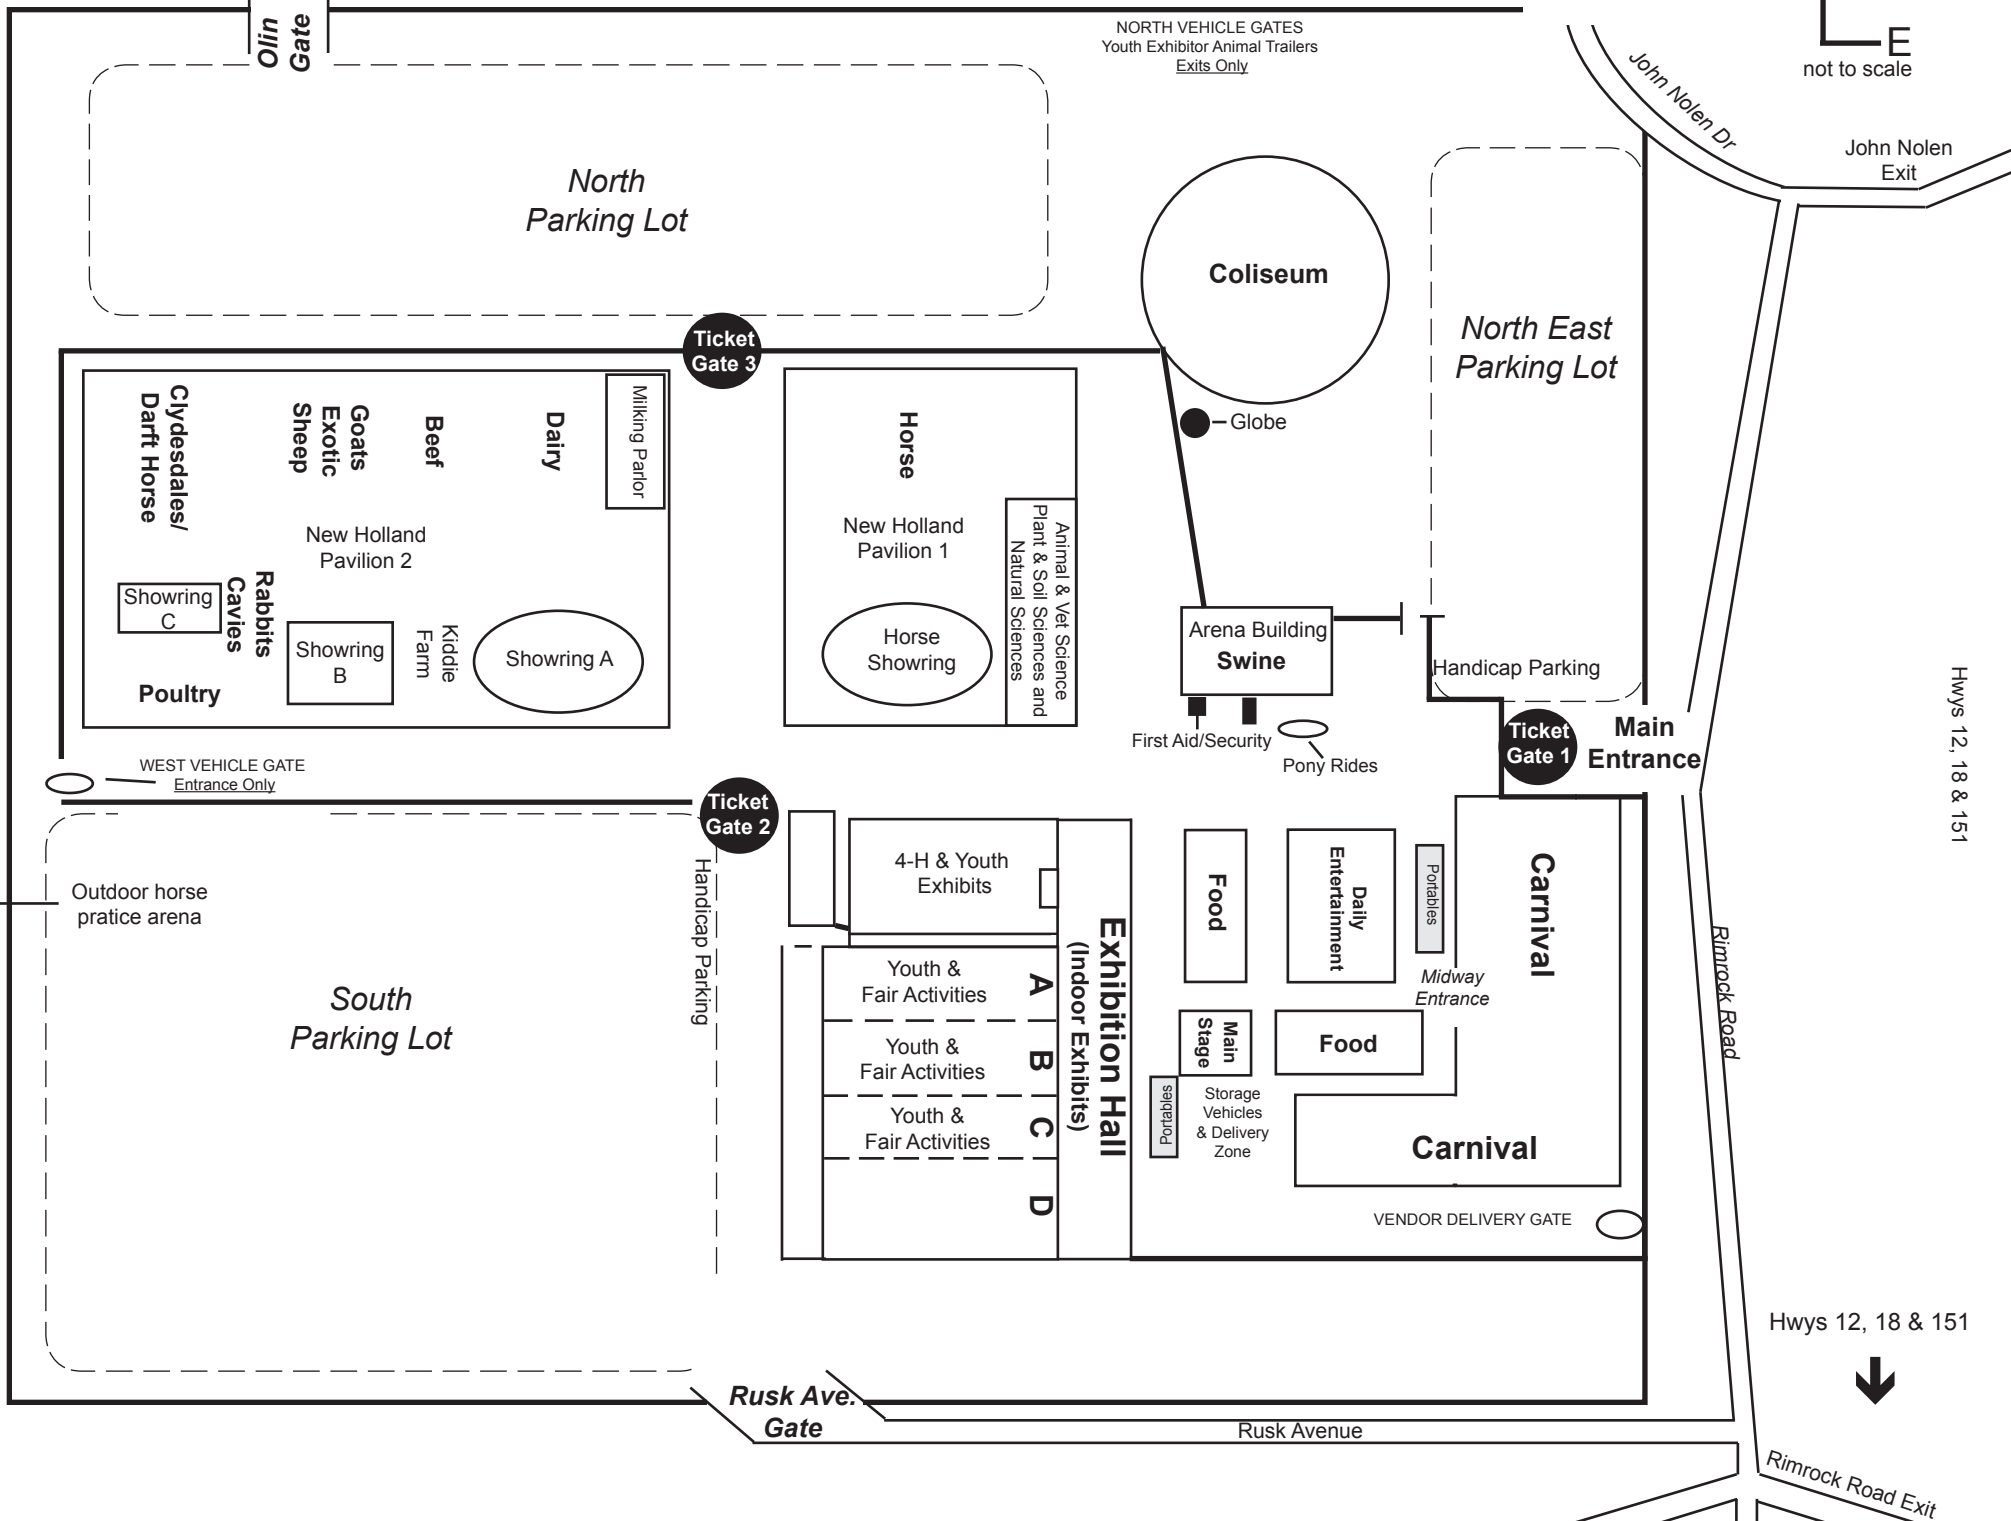 Olin
Gate
NORTH VEHICLE GATES
Youth Exhibitor Animal Trailers
Exits Only
E
not to scale
John Nolen Dr
John Nolen
Exit
North
Parking Lot
Coliseum
North East
Parking Lot
Ticket
Gate 3
Globe
Clydesdales/
Darft Horse
Goats
Exotic
Sheep
Beef
Dairy
Milking Parlor
New Holland
Pavilion 2
Showring
C
Rabbits
Cavies
Showring
B
Kiddie
Farm
Showring A
Poultry
Horse
New Holland
Pavilion 1
Horse
Showring
Animal & Vet Science
Plant & Soil Sciences and
Natural Sciences
Arena Building
Swine
Handicap Parking
First Aid/Security
Pony Rides
Ticket
Gate 1
Main
Entrance
Hwys 12, 18 & 151
WEST VEHICLE GATE
Entrance Only
Ticket
Gate 2
Handicap Parking
Outdoor horse
pratice arena
South
Parking Lot
4-H & Youth
Exhibits
Youth &
Fair Activities
A
Youth &
Fair Activities
B
Youth &
Fair Activities
C
D
Exhibition Hall
(Indoor Exhibits)
Food
Daily
Entertainment
Portables
Midway
Entrance
Carnival
Main
Stage
Food
Portables
Storage
Vehicles
& Delivery
Zone
Carnival
VENDOR DELIVERY GATE
Rimrock Road
Hwys 12, 18 & 151
Rusk Ave.
Gate
Rusk Avenue
Rimrock Road Exit